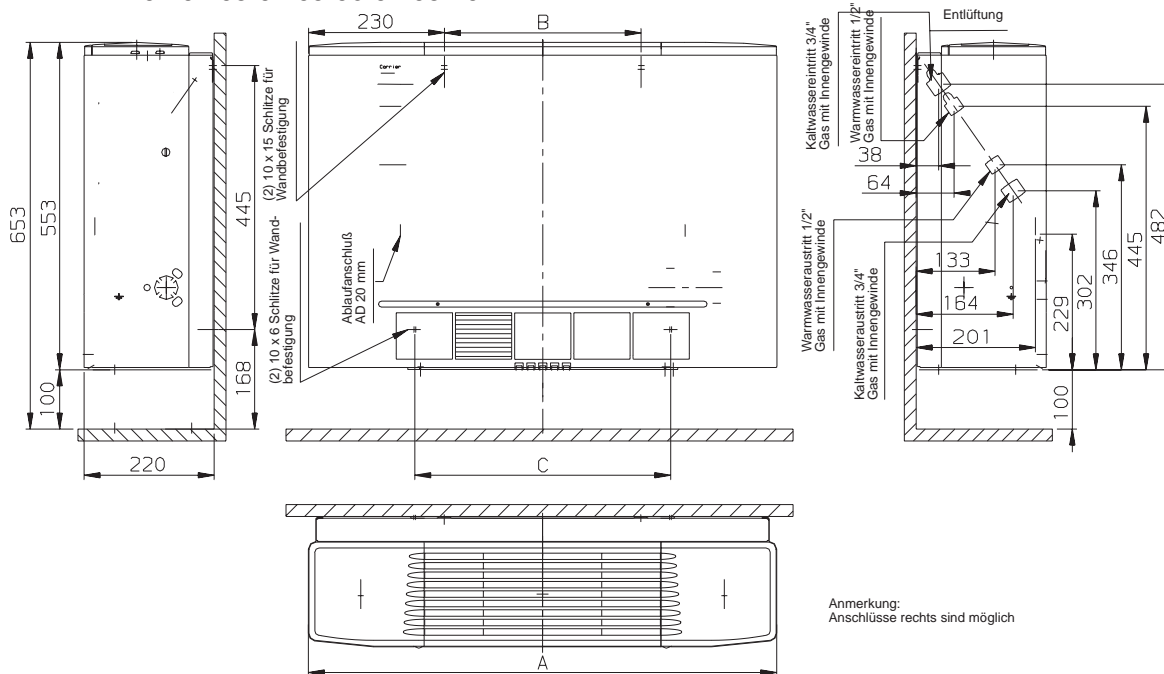 230
B
Entlüftung
Carrier
(2) 10 x 15 Schlitze für
Wandbefestigung
Kaltwassereintritt 3/4"
Gas mit Innengewinde
Warmwassereintritt 1/2"
Gas mit Innengewinde
653
553
445
38
64
482
445
346
302
229
(2) 10 x 6 Schlitze für Wand-
befestigung
Ablaufanschluß
AD 20 mm
Warmwasseraustritt 1/2"
Gas mit Innengewinde
133
Kaltwasseraustritt 3/4"
Gas mit Innengewinde
164
201
100
168
100
220
C
Anmerkung:
Anschlüsse rechts sind möglich
A